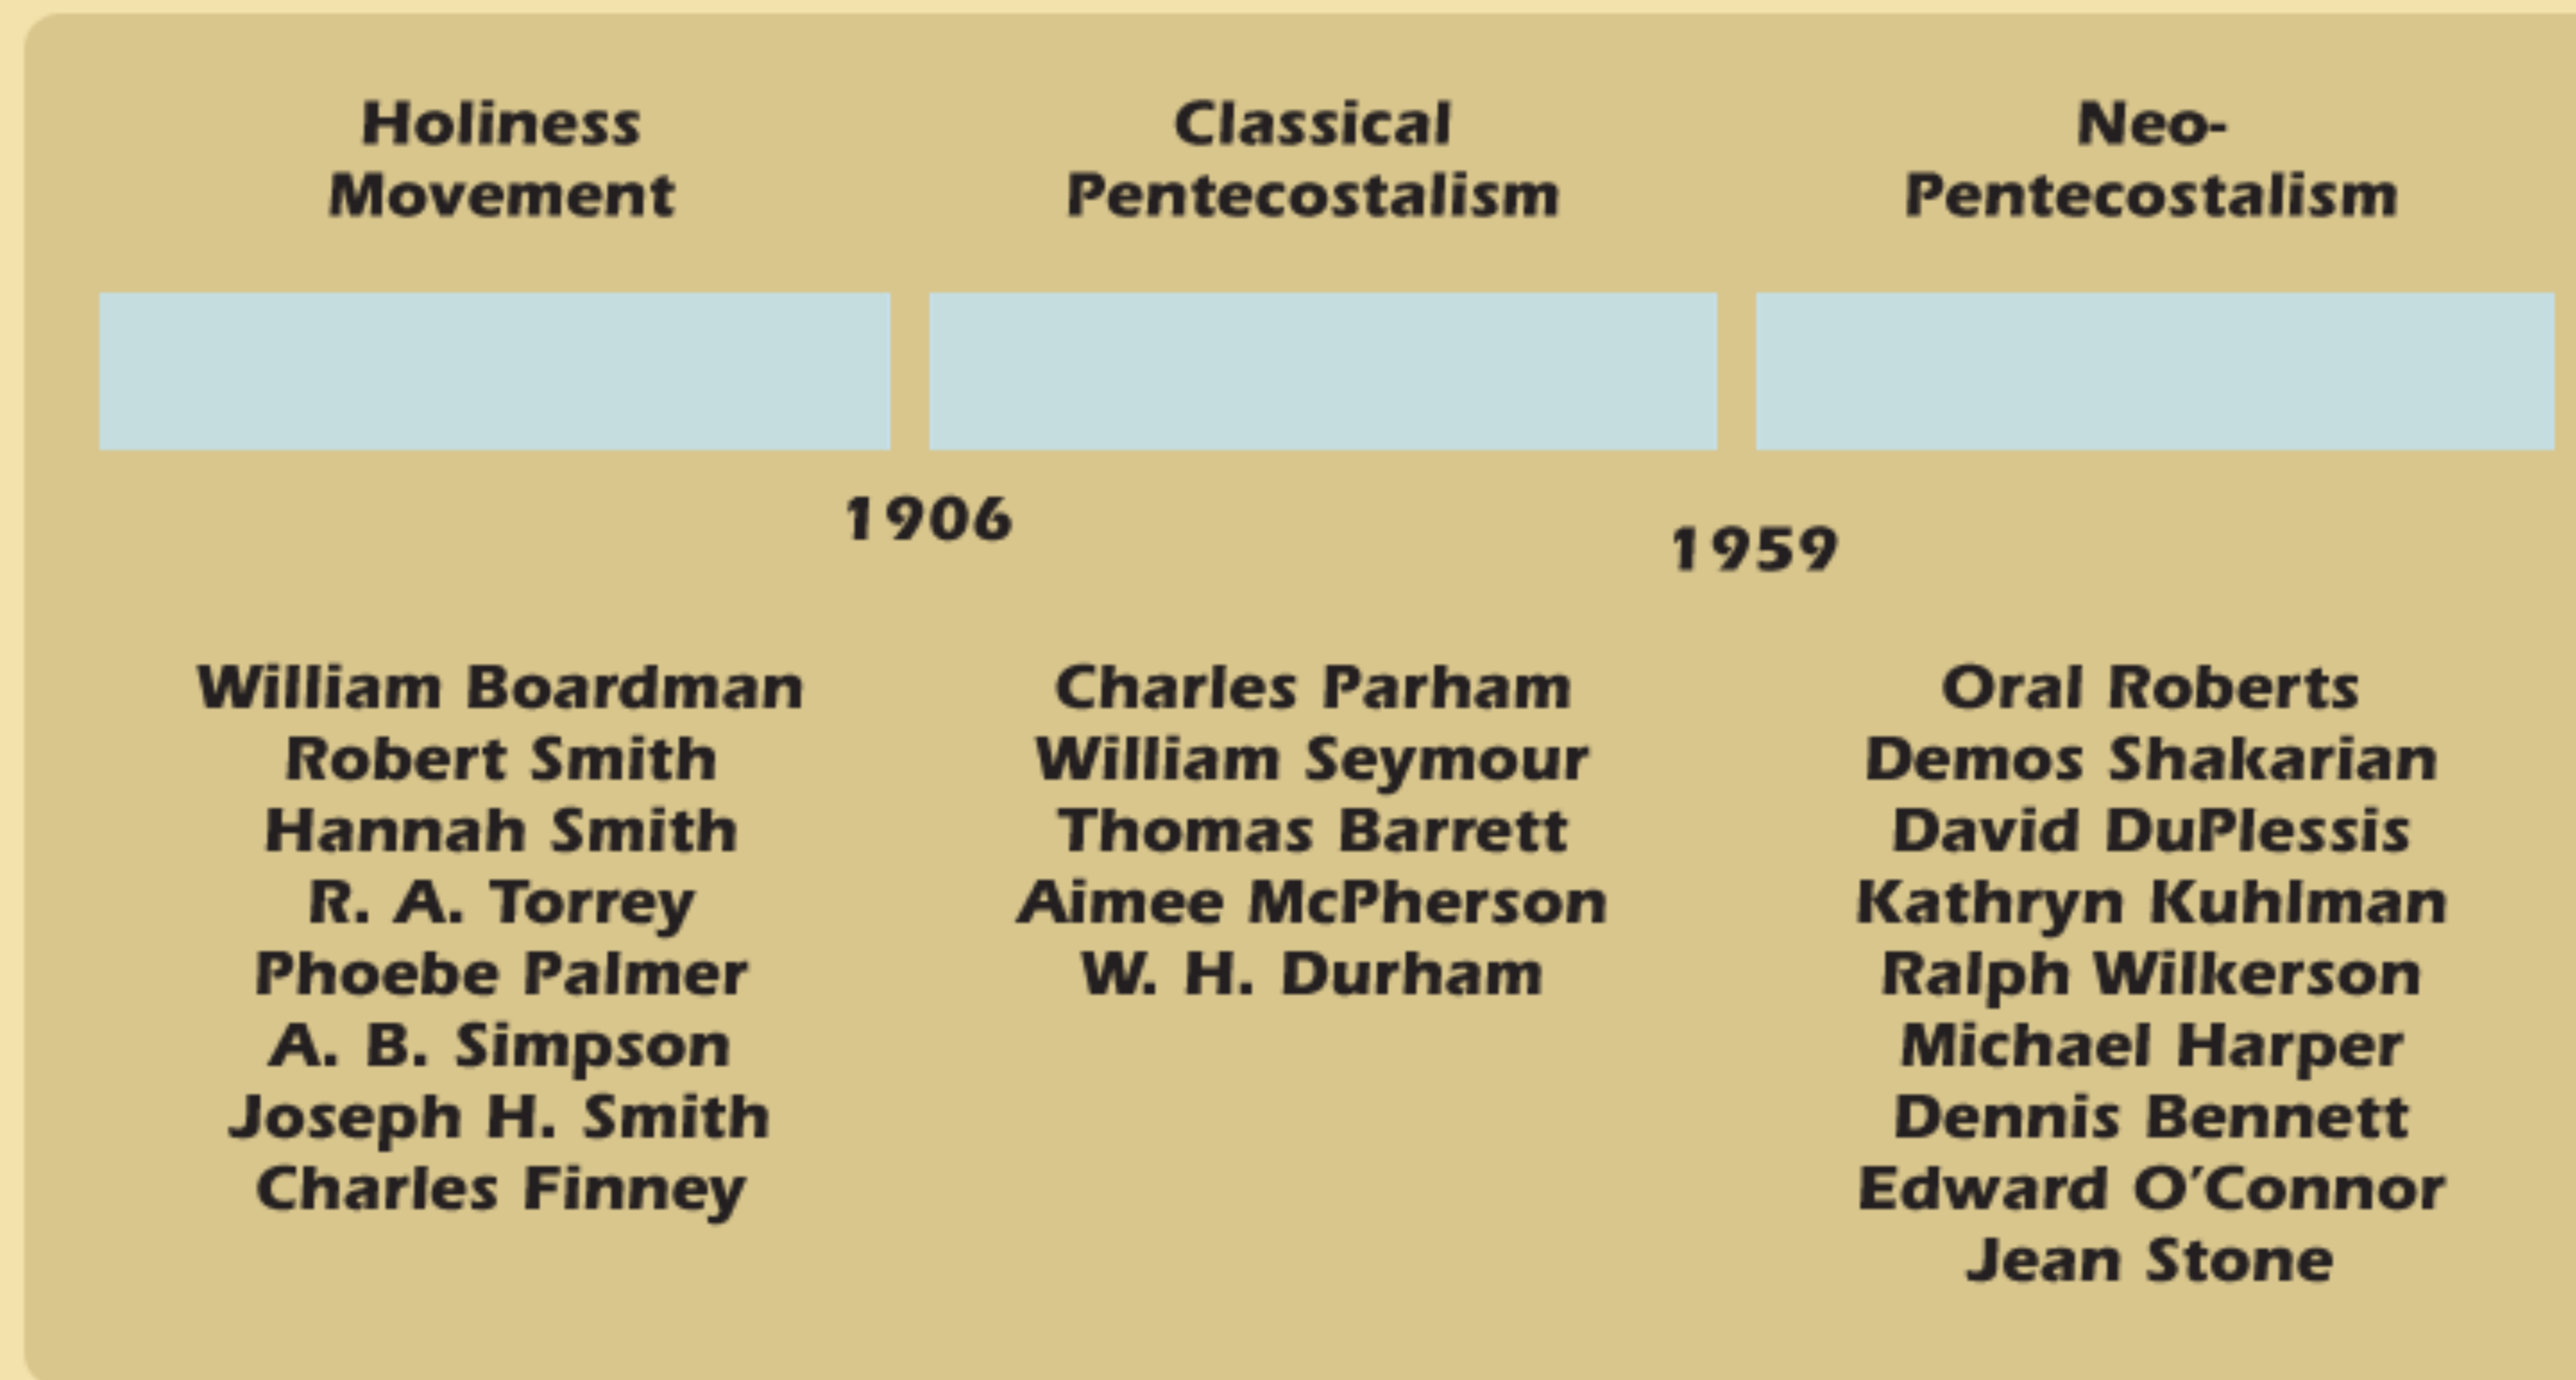 Holiness
Movement
Classical
Pentecostalism
Neo-
Pentecostalism
1906
1959
William Boardman
Robert Smith
Hannah Smith
R. A. Torrey
Phoebe Palmer
A. B. Simpson
Joseph H. Smith
Charles Finney
Charles Parham
William Seymour
Thomas Barrett
Aimee McPherson
W. H. Durham
Oral Roberts
Demos Shakarian
David DuPlessis
Kathryn Kuhlman
Ralph Wilkerson
Michael Harper
Dennis Bennett
Edward O’Connor
Jean Stone